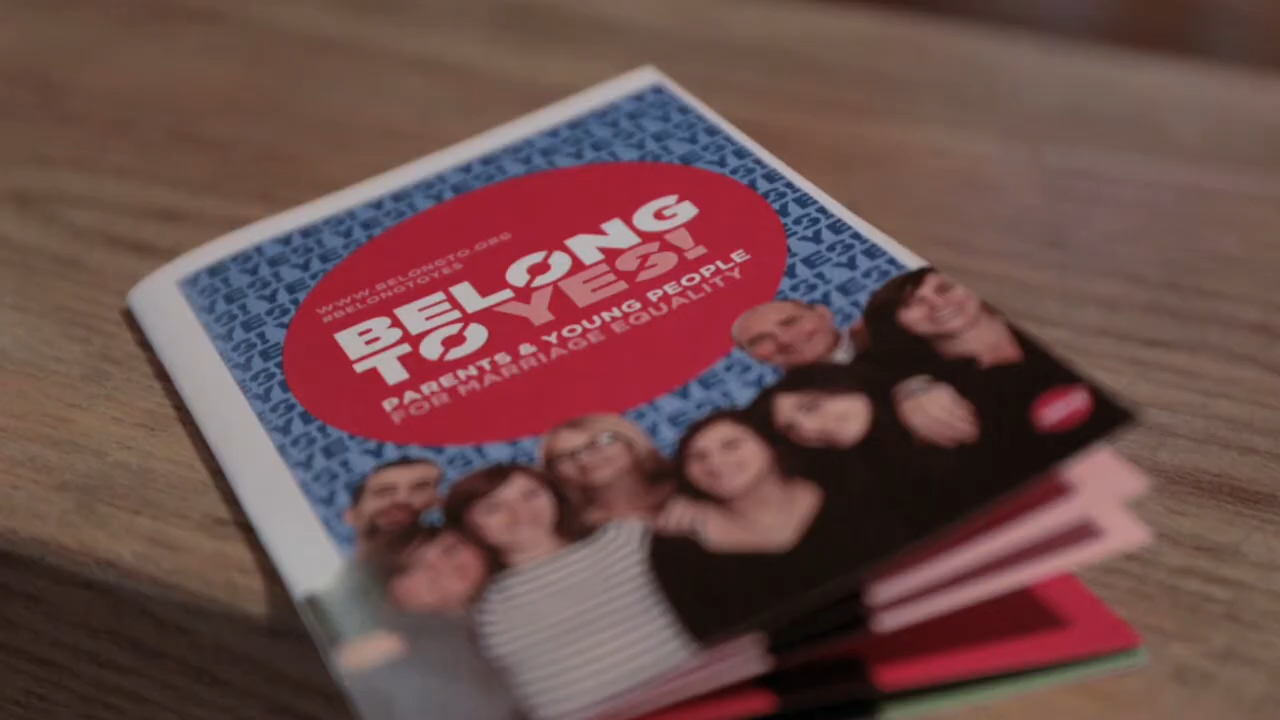 WWW.BELONGTO.ORG
#BELONGTOYES
BELONG
TO YES!
PARENTS & YOUNG PEOPLE
FOR MARRIAGE EQUALITY